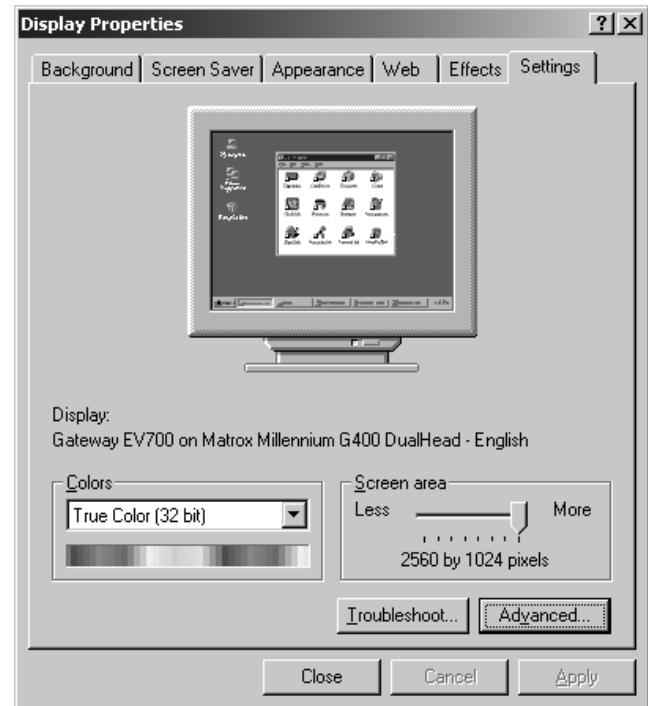 Display Properties
Background Screen Saver Appearance Web Effects Settings
Display:
Gateway EV700 on Matrox Millennium G400 DualHead - English
Colors
True Color (32 bit)
Screen area
Less More
2560 by 1024 pixels
Troubleshoot... Advanced...
Close Cancel Apply